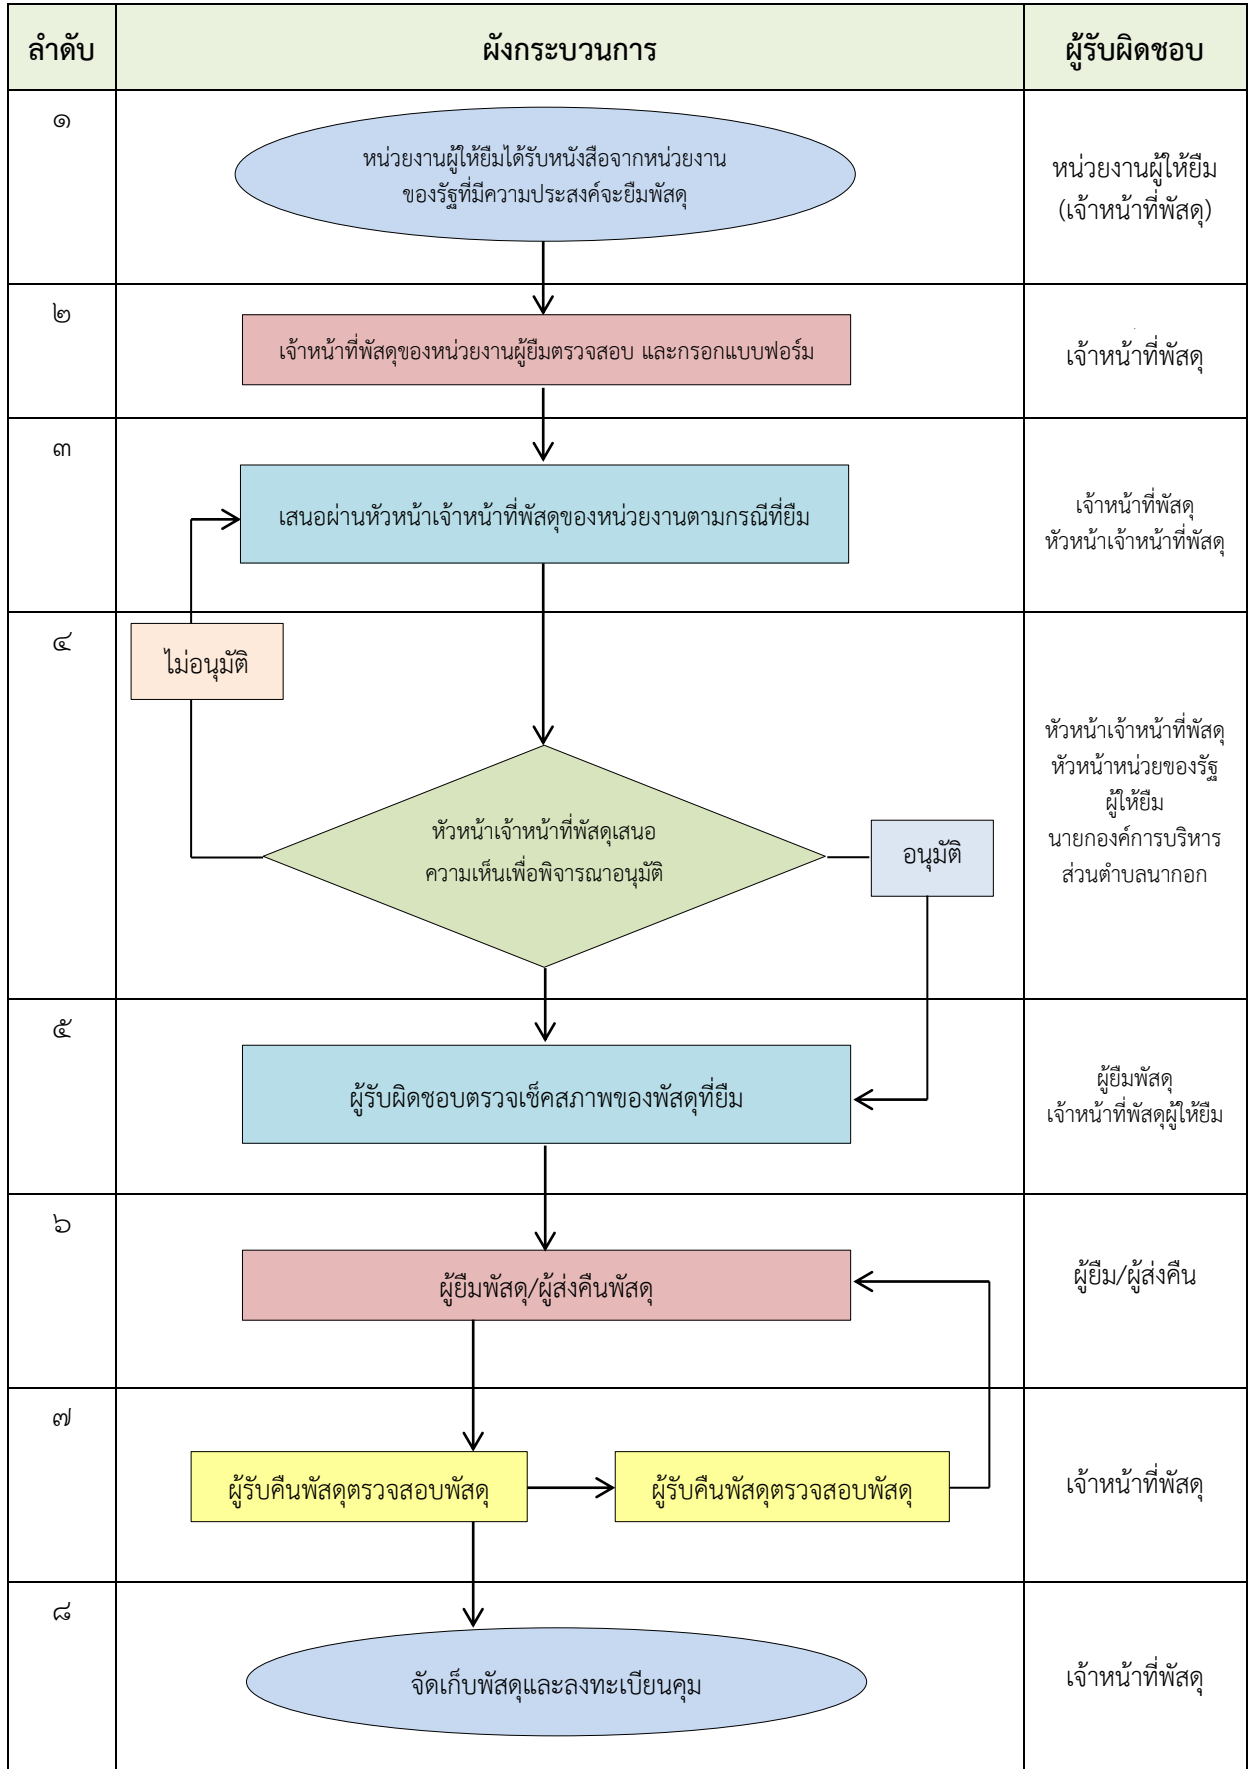 ลำดับ
ผังกระบวนการ
ผู้รับผิดชอบ
๑
หน่วยงานผู้ให้ยืมได้รับหนังสือจากหน่วยงาน
ของรัฐที่มีความประสงค์จะยืมพัสดุ
หน่วยงานผู้ให้ยืม
(เจ้าหน้าที่พัสดุ)
๒
เจ้าหน้าที่พัสดุของหน่วยงานผู้ยืมตรวจสอบ และกรอกแบบฟอร์ม
เจ้าหน้าที่พัสดุ
๓
เสนอผ่านหัวหน้าเจ้าหน้าที่พัสดุของหน่วยงานตามกรณีที่ยืม
เจ้าหน้าที่พัสดุ
หัวหน้าเจ้าหน้าที่พัสดุ
๔
ไม่อนุมัติ
หัวหน้าเจ้าหน้าที่พัสดุเสนอ
ความเห็นเพื่อพิจารณาอนุมัติ
อนุมัติ
หัวหน้าเจ้าหน้าที่พัสดุ
หัวหน้าหน่วยของรัฐ
ผู้ให้ยืม
นายกองค์การบริหาร
ส่วนตำบลนากอก
๕
ผู้รับผิดชอบตรวจเช็คสภาพของพัสดุที่ยืม
ผู้ยืมพัสดุ
เจ้าหน้าที่พัสดุผู้ให้ยืม
๖
ผู้ยืมพัสดุ/ผู้ส่งคืนพัสดุ
ผู้ยืม/ผู้ส่งคืน
๗
ผู้รับคืนพัสดุตรวจสอบพัสดุ
ผู้รับคืนพัสดุตรวจสอบพัสดุ
เจ้าหน้าที่พัสดุ
๘
จัดเก็บพัสดุและลงทะเบียนคุม
เจ้าหน้าที่พัสดุ